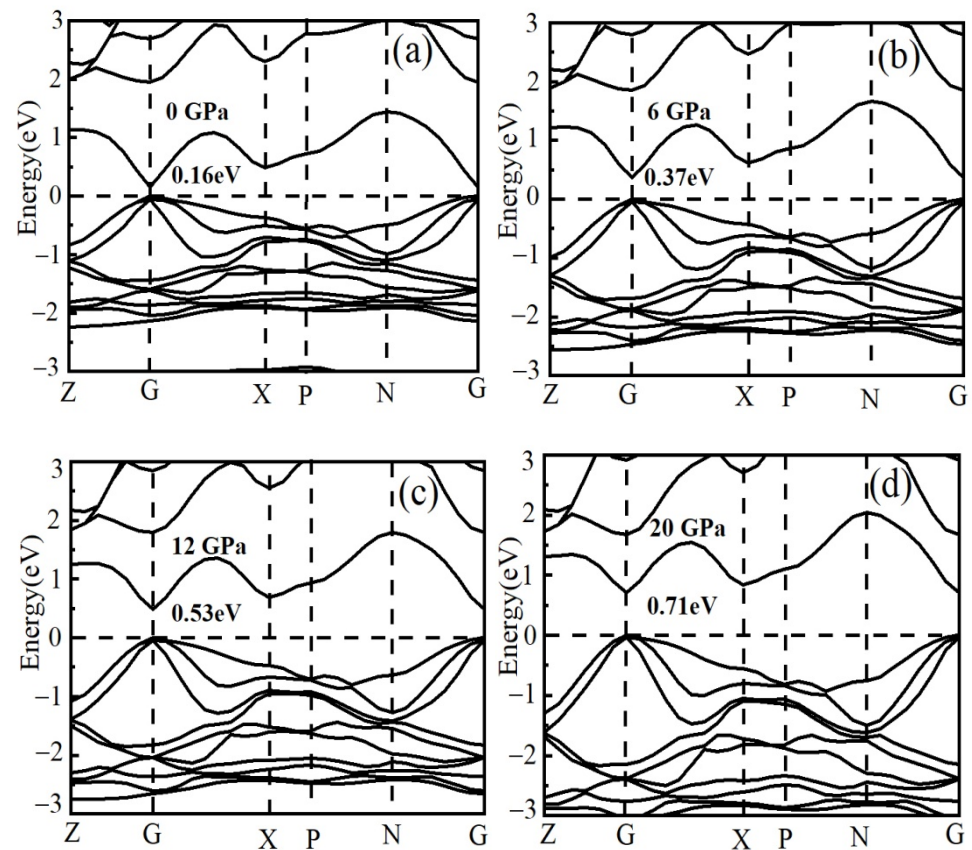 3
(a)
2
0 GPa
1
0.16eV
0
−1
−2
−3
Energy(eV)
Z G X P N G
3
(b)
2
6 GPa
1
0.37eV
0
−1
−2
−3
Energy(eV)
Z G X P N G
3
(c)
2
12 GPa
1
0.53eV
0
−1
−2
−3
Energy(eV)
Z G X P N G
3
(d)
2
20 GPa
1
0.71eV
0
−1
−2
−3
Energy(eV)
Z G X P N G